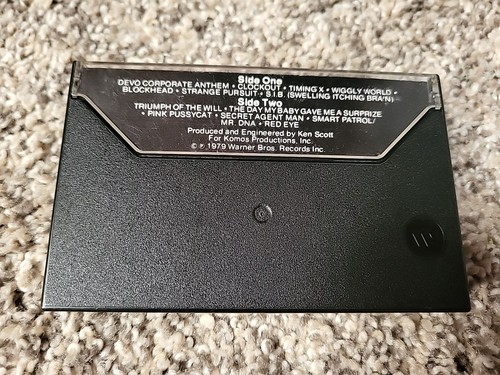 Side One
DEVO CORPORATE ANTHEM • CLOCKOUT • TIMING X • WIGGLY WORLD •
BLOCKHEAD • STRANGE PURSUIT • S.I.B. (SWELLING ITCHING BRA'N)
Side Two
TRIUMPH OF THE WILL • THE DAY MY BABY GAVE ME A SURPRIZE
• PINK PUSSYCAT • SECRET AGENT MAN • SMART PATROL/
MR. DNA • RED EYE
Produced and Engineered by Ken Scott
For Komos Productions, Inc.
© ℗ 1979 Warner Bros. Records Inc.